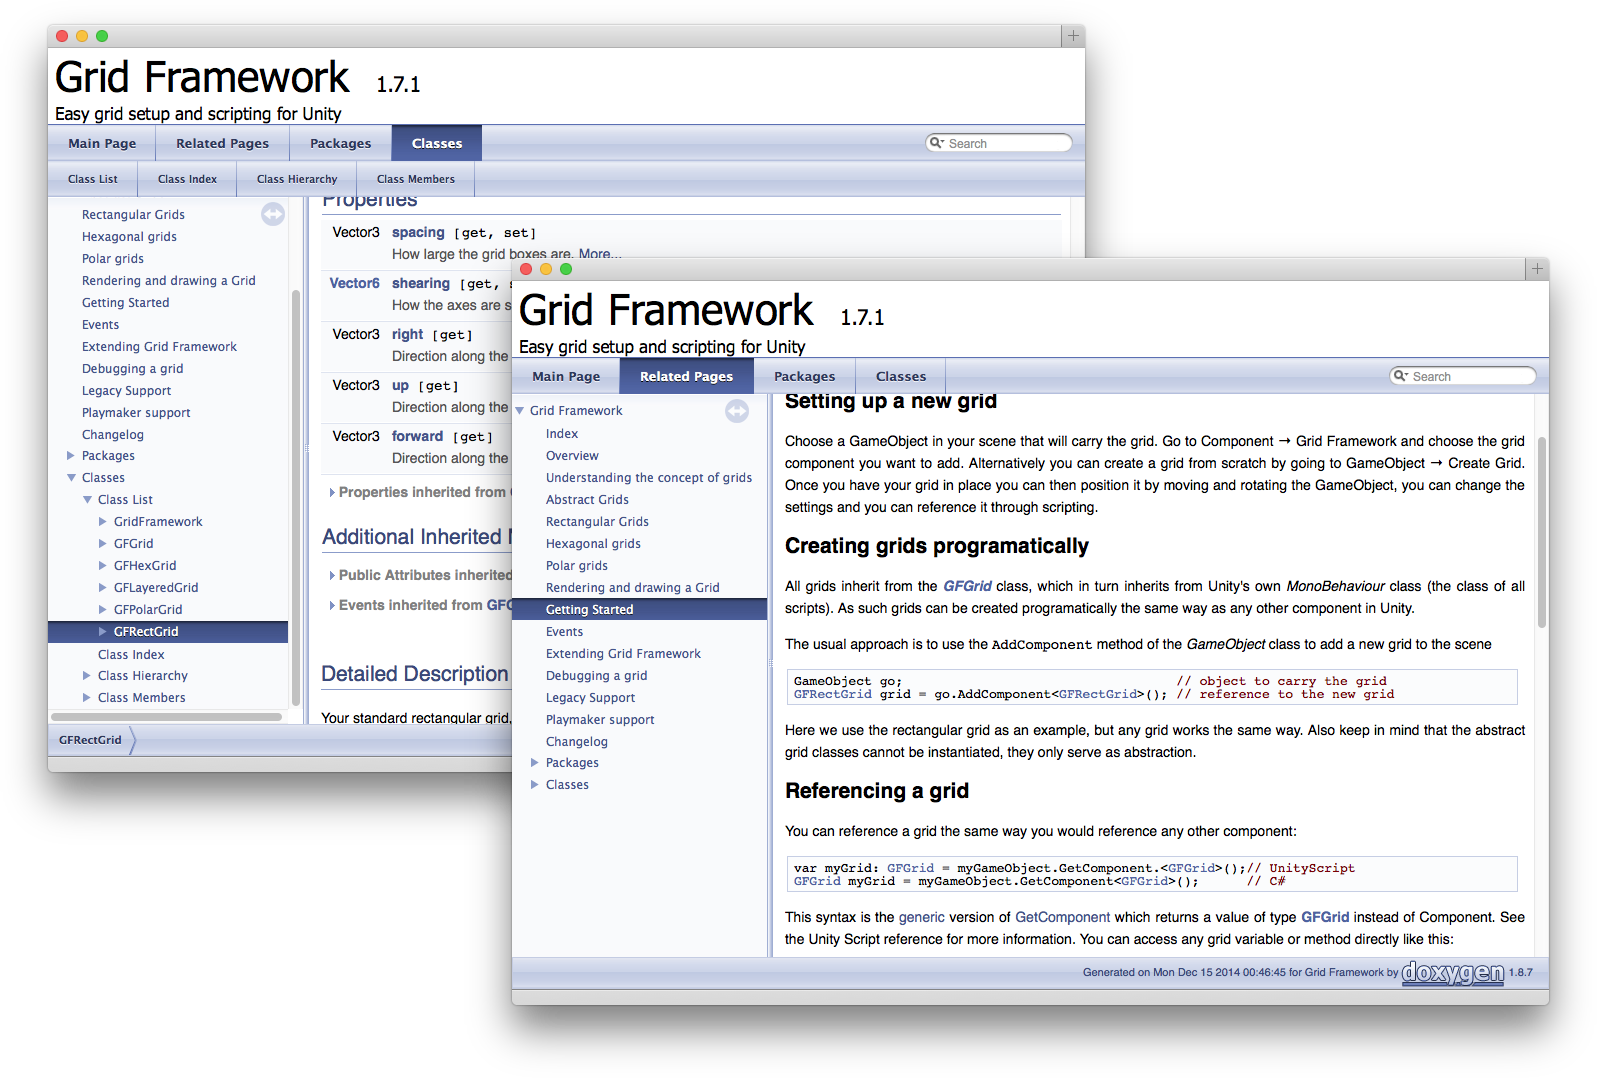 Grid Framework 1.7.1
Easy grid setup and scripting for Unity
Main Page Related Pages Packages Classes Search
Class List Class Index Class Hierarchy Class Members
Rectangular Grids
Hexagonal grids
Polar grids
Rendering and drawing a Grid
Getting Started
Events
Extending Grid Framework
Debugging a grid
Legacy Support
Playmaker support
Changelog
Packages
Classes
Class List
GridFramework
GFGrid
GFHexGrid
GFLayeredGrid
GFPolarGrid
GFRectGrid
Class Index
Class Hierarchy
Class Members
GFRectGrid
Properties
Vector3 spacing [get, set]
How large the grid boxes are. More...
Vector6 shearing [get,
How the axes are
Vector3 right [get]
Direction along the
Vector3 up [get]
Direction along the
Vector3 forward [get]
Direction along the
Properties inherited from
Additional Inherited
Public Attributes inherited
Events inherited from
Detailed Description
Your standard rectangular grid,
Grid Framework 1.7.1
Easy grid setup and scripting for Unity
Main Page Related Pages Packages Classes Search
Grid Framework
Index
Overview
Understanding the concept of grids
Abstract Grids
Rectangular Grids
Hexagonal grids
Polar grids
Rendering and drawing a Grid
Getting Started
Events
Extending Grid Framework
Debugging a grid
Legacy Support
Playmaker support
Changelog
Packages
Classes
Setting up a new grid
Choose a GameObject in your scene that will carry the grid. Go to Component → Grid Framework and choose the grid
component you want to add. Alternatively you can create a grid from scratch by going to GameObject → Create Grid.
Once you have your grid in place you can then position it by moving and rotating the GameObject, you can change the
settings and you can reference it through scripting.
Creating grids programatically
All grids inherit from the GFGrid class, which in turn inherits from Unity's own MonoBehaviour class (the class of all
scripts). As such grids can be created programatically the same way as any other component in Unity.
The usual approach is to use the AddComponent method of the GameObject class to add a new grid to the scene
GameObject go; // object to carry the grid
GFRectGrid grid = go.AddComponent<GFRectGrid>(); // reference to the new grid
Here we use the rectangular grid as an example, but any grid works the same way. Also keep in mind that the abstract
grid classes cannot be instantiated, they only serve as abstraction.
Referencing a grid
You can reference a grid the same way you would reference any other component:
var myGrid: GFGrid = myGameObject.GetComponent.<GFGrid>();// UnityScript
GFGrid myGrid = myGameObject.GetComponent<GFGrid>(); // C#
This syntax is the generic version of GetComponent which returns a value of type GFGrid instead of Component. See
the Unity Script reference for more information. You can access any grid variable or method directly like this:
Generated on Mon Dec 15 2014 00:46:45 for Grid Framework by doxygen 1.8.7